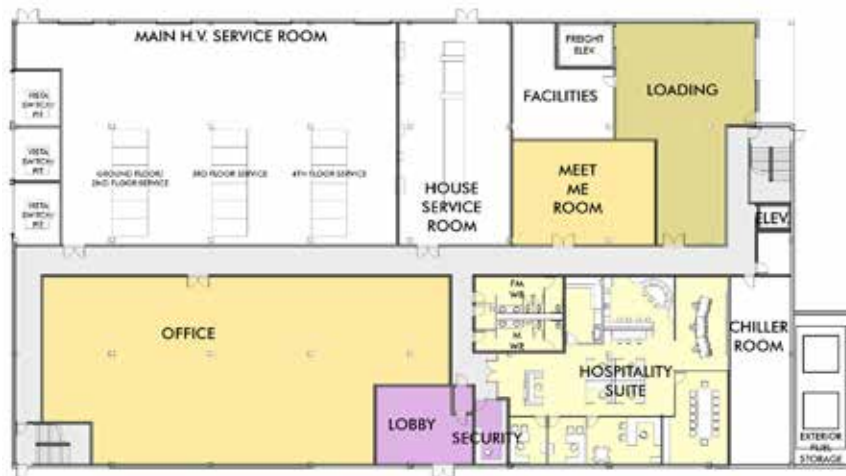 MAIN H.V. SERVICE ROOM
FREIGHT
ELEV.
VISTA
SWITCH
PIT
FACILITIES
LOADING
VISTA
SWITCH
PIT
GROUND FLOOR/
2ND FLOOR SERVICE
3RD FLOOR SERVICE
4TH FLOOR SERVICE
MEET
ME
ROOM
HOUSE
SERVICE
ROOM
VISTA
SWITCH
PIT
ELEV.
FM
WR
OFFICE
M
WR
CHILLER
ROOM
HOSPITALITY
SUITE
LOBBY
SECURITY
EXTERIOR
FUEL
STORAGE